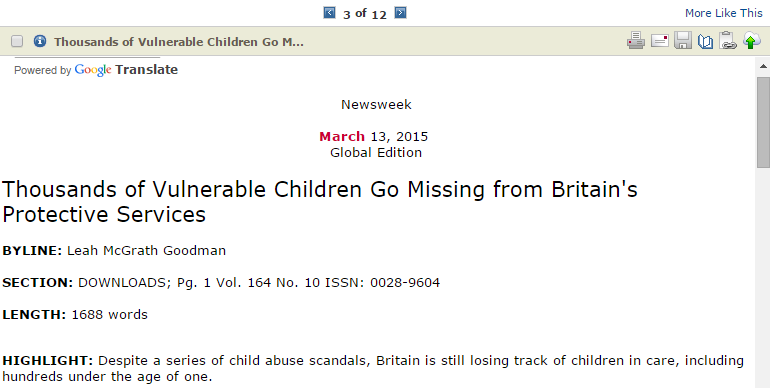 3 of 12
More Like This
Thousands of Vulnerable Children Go M...
Powered by Google Translate
Newsweek
March 13, 2015
Global Edition
Thousands of Vulnerable Children Go Missing from Britain's
Protective Services
BYLINE: Leah McGrath Goodman
SECTION: DOWNLOADS; Pg. 1 Vol. 164 No. 10 ISSN: 0028-9604
LENGTH: 1688 words
HIGHLIGHT: Despite a series of child abuse scandals, Britain is still losing track of children in care, including
hundreds under the age of one.